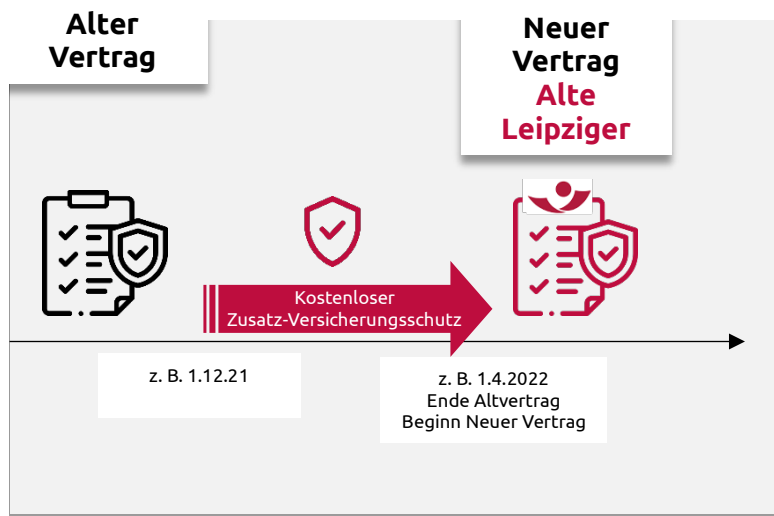 Alter
Vertrag
Neuer
Vertrag
Alte
Leipziger
Kostenloser
Zusatz-Versicherungsschutz
z. B. 1.12.21
z. B. 1.4.2022
Ende Altvertrag
Beginn Neuer Vertrag